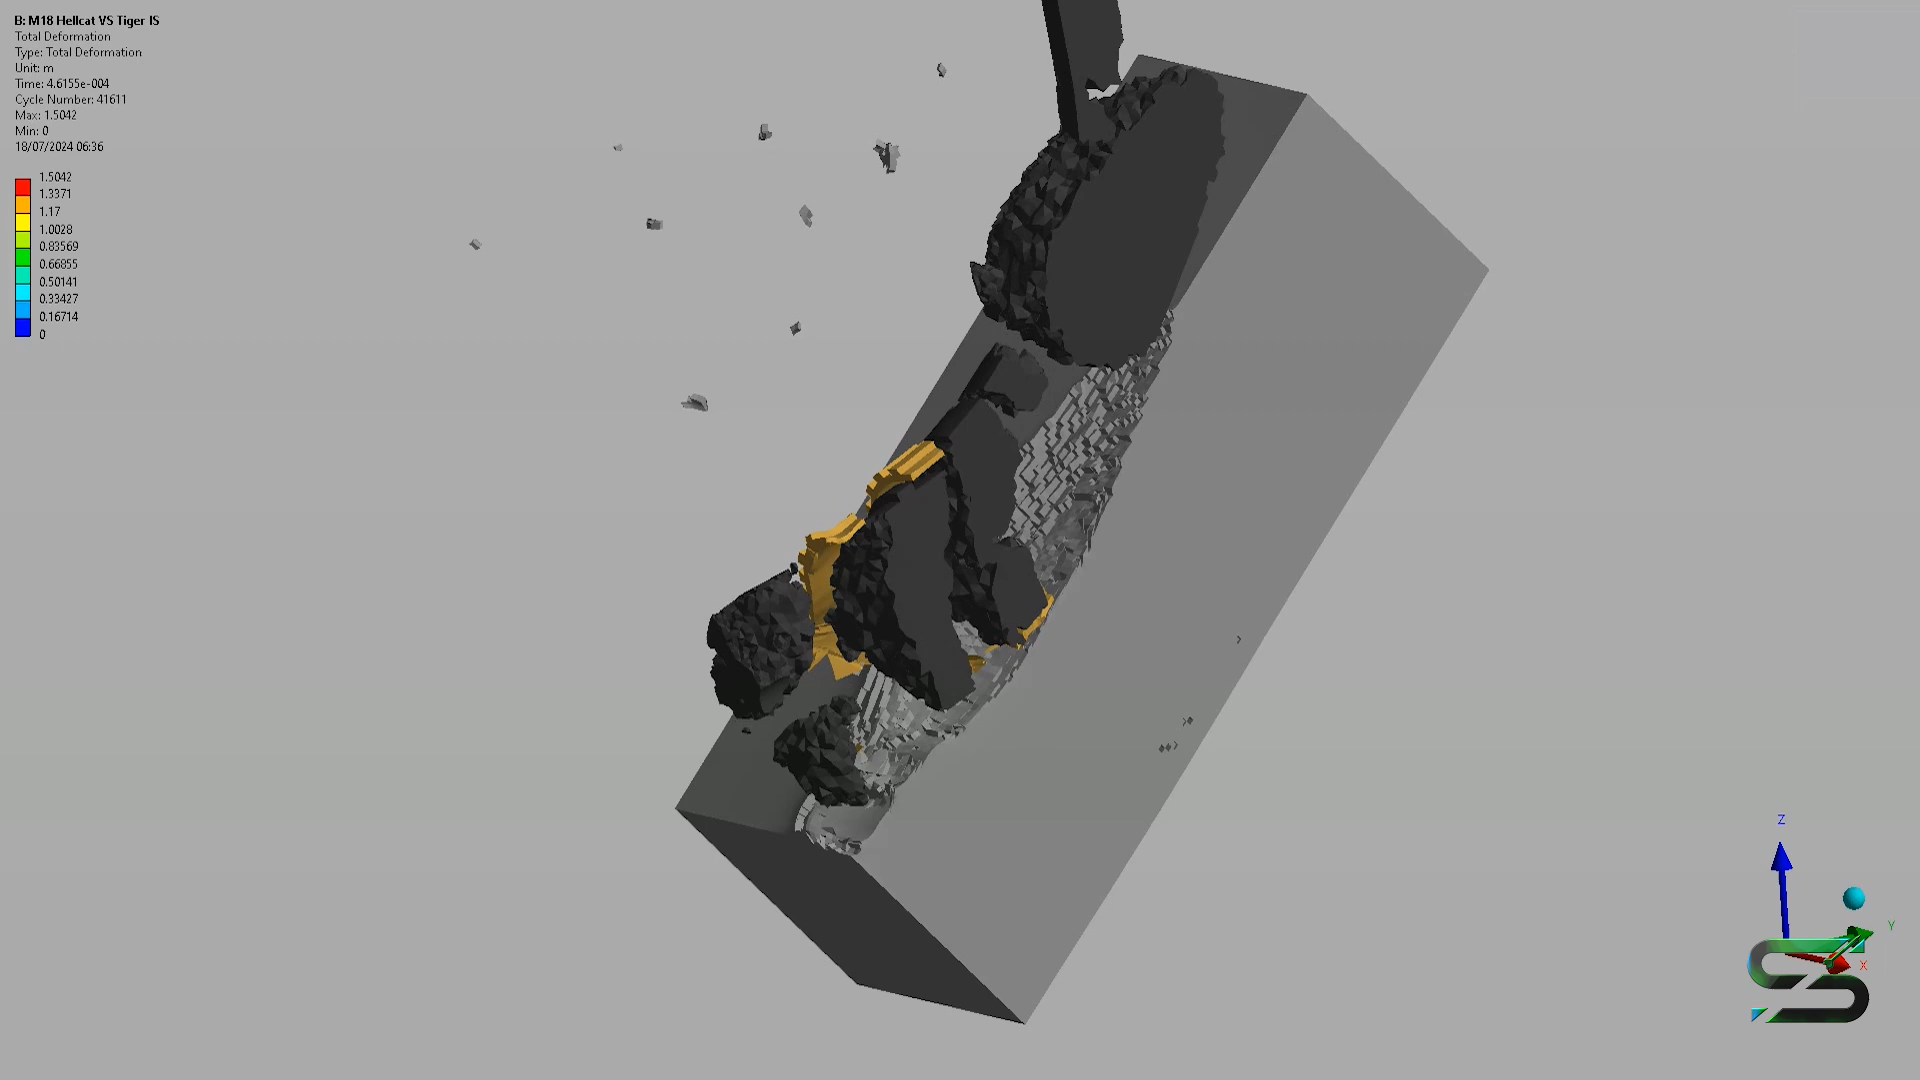 B: M18 Hellcat VS Tiger IS
Total Deformation
Type: Total Deformation
Unit: m
Time: 4.6155e-004
Cycle Number: 41611
Max: 1.5042
Min: 0
18/07/2024 06:36
1.5042
1.3371
1.17
1.0028
0.83569
0.66855
0.50141
0.33427
0.16714
0
Z
Y
X